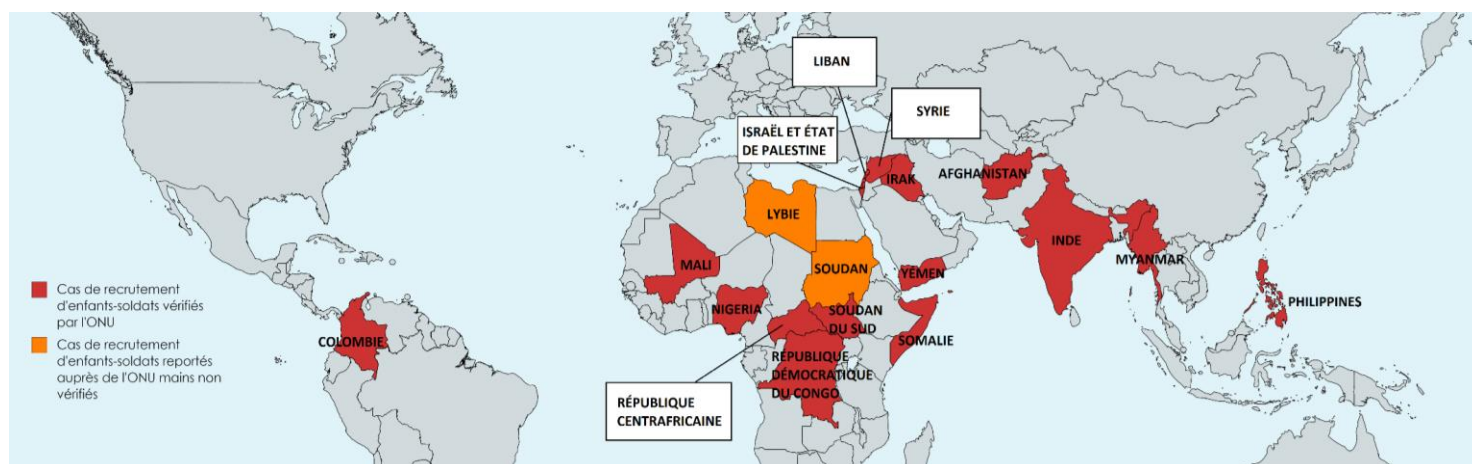 LIBAN
SYRIE
ISRAËL ET ÉTAT
DE PALESTINE
IRAK
AFGHANISTAN
LYBIE
INDE
MALI
SOUDAN
YÉMEN
MYANMAR
NIGERIA
SOUDAN
DU SUD
PHILIPPINES
SOMALIE
COLOMBIE
RÉPUBLIQUE
DÉMOCRATIQUE
DU CONGO
RÉPUBLIQUE
CENTRAFRICAINE
Cas de recrutement
d'enfants-soldats vérifiés
par l'ONU
Cas de recrutement
d'enfants-soldats reportés
auprès de l'ONU mains non
vérifiés